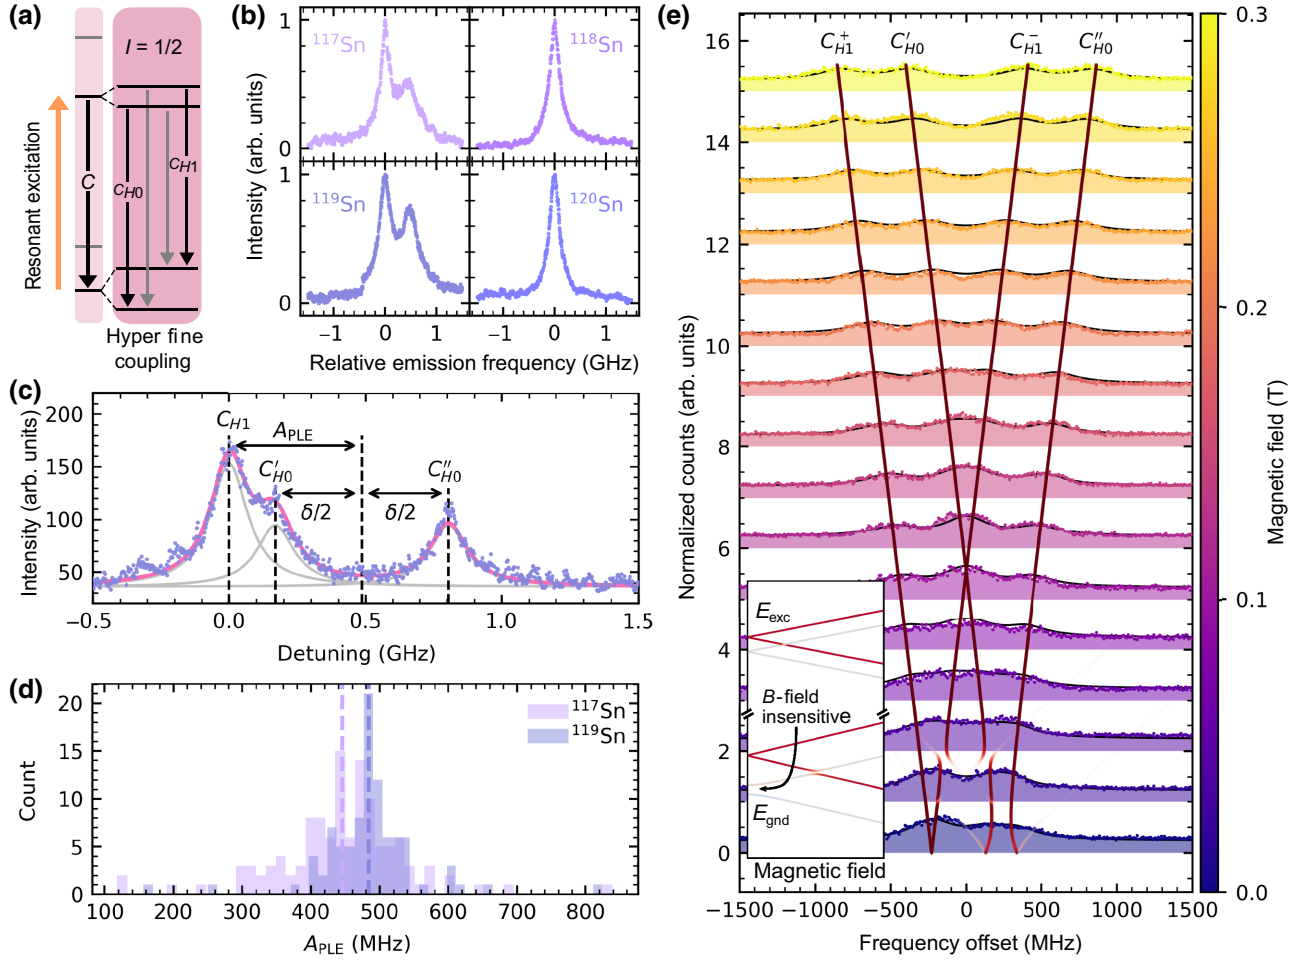 (a)
I = 1/2
Resonant excitation
C
C_H0
C_H1
Hyper fine
coupling
(b)
1
0
1
0
Intensity (arb. units)
¹¹⁷Sn
¹¹⁸Sn
¹¹⁹Sn
¹²⁰Sn
−1 0 1 −1 0 1
Relative emission frequency (GHz)
(c)
200
150
100
50
Intensity (arb. units)
C_H1
A_PLE
C′_H0
C″_H0
δ/2
δ/2
−0.5 0.0 0.5 1.0 1.5
Detuning (GHz)
(d)
20
15
10
5
0
Count
¹¹⁷Sn
¹¹⁹Sn
100 200 300 400 500 600 700 800
A_PLE (MHz)
(e)
16
14
12
10
8
6
4
2
0
Normalized counts (arb. units)
C⁺_H1
C′_H0
C⁻_H1
C″_H0
E_exc
B-field
insensitive
E_gnd
Magnetic field
−1500 −1000 −500 0 500 1000 1500
Frequency offset (MHz)
0.3
0.2
0.1
0.0
Magnetic field (T)